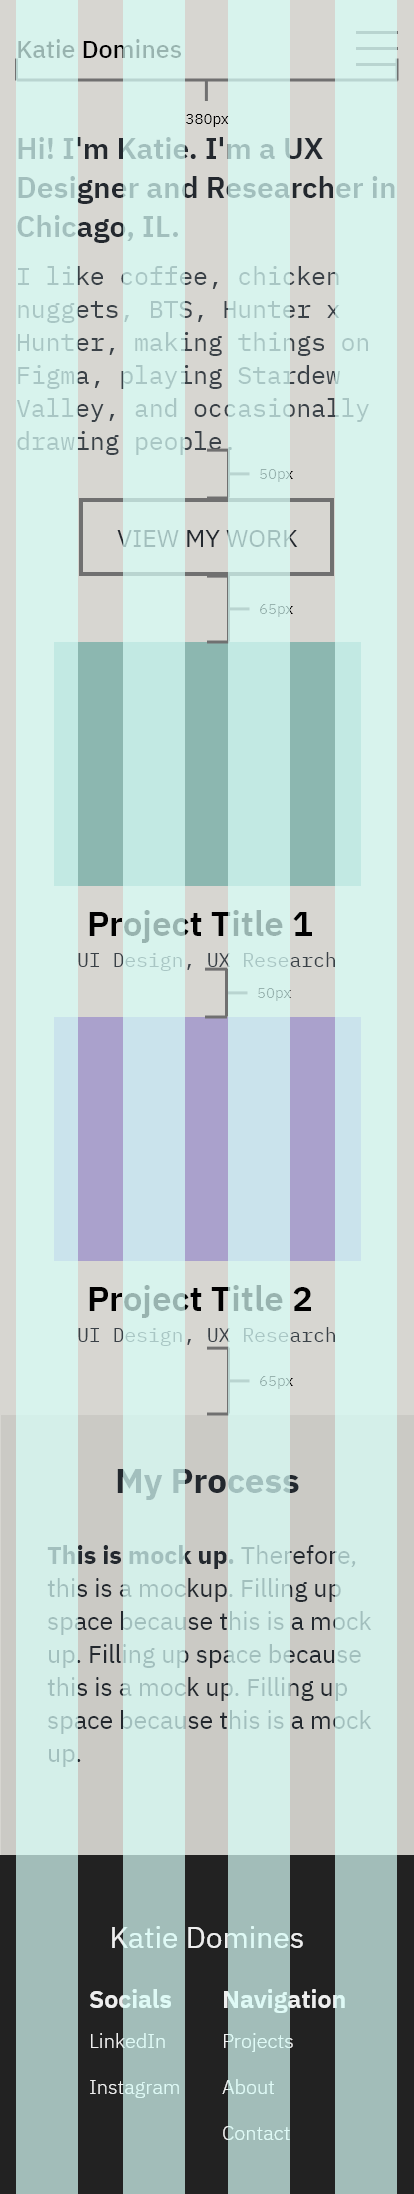 Katie Domines
380px
Hi! I'm Katie. I'm a UX
Designer and Researcher in
Chicago, IL.
I like coffee, chicken
nuggets, BTS, Hunter x
Hunter, making things on
Figma, playing Stardew
Valley, and occasionally
drawing people.
50px
VIEW MY WORK
65px
Project Title 1
UI Design, UX Research
50px
Project Title 2
UI Design, UX Research
65px
My Process
This is mock up. Therefore,
this is a mockup. Filling up
space because this is a mock
up. Filling up space because
this is a mock up. Filling up
space because this is a mock
up.
Katie Domines
Socials Navigation
LinkedIn Projects
Instagram About
Contact